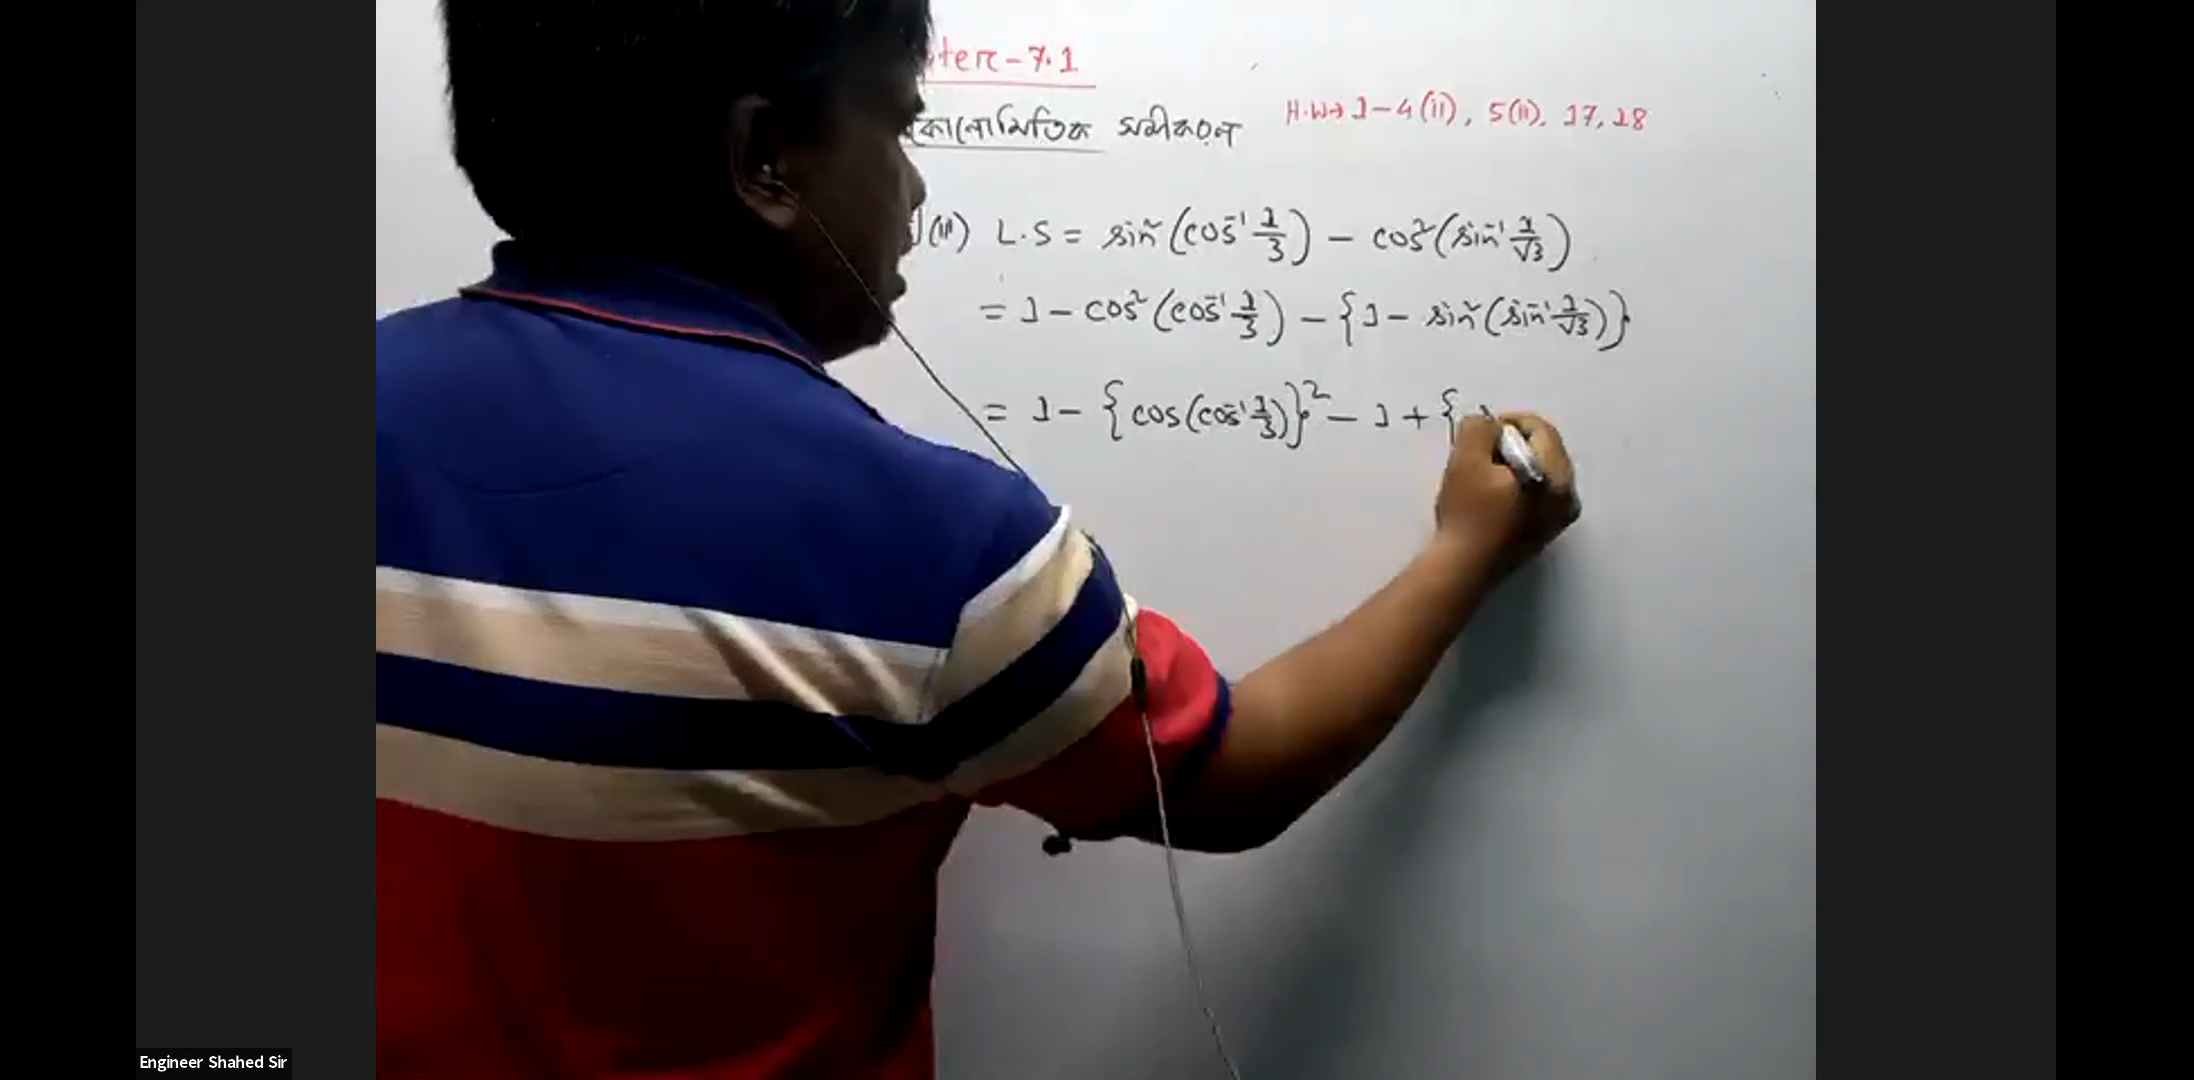 ter - 7.1
কোনোমিতিক সমীকরণ
H.W→ 1-4(ii), 5(ii), 17, 18
(iii) L.S = sin²(cos⁻¹ 1/3) - cos²(sin⁻¹ 1/√3)
= 1 - cos²(cos⁻¹ 1/3) - {1 - sin²(sin⁻¹ 1/√3)}
= 1 - {cos(cos⁻¹ 1/3)}² - 1 + {
Engineer Shahed Sir